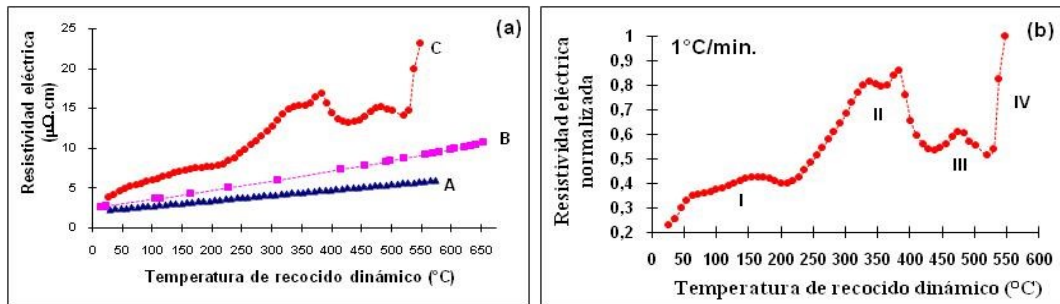 (a)
Resistividad eléctrica
(µΩ.cm)
25
20
15
10
5
0
C
B
A
0 50 100 150 200 250 300 350 400 450 500 550 600 650
Temperatura de recocido dinámico (°C)
(b)
1°C/min.
Resistividad eléctrica
normalizada
1
0,9
0,8
0,7
0,6
0,5
0,4
0,3
0,2
I
II
III
IV
0 50 100 150 200 250 300 350 400 450 500 550 600
Temperatura de recocido dinámico (°C)